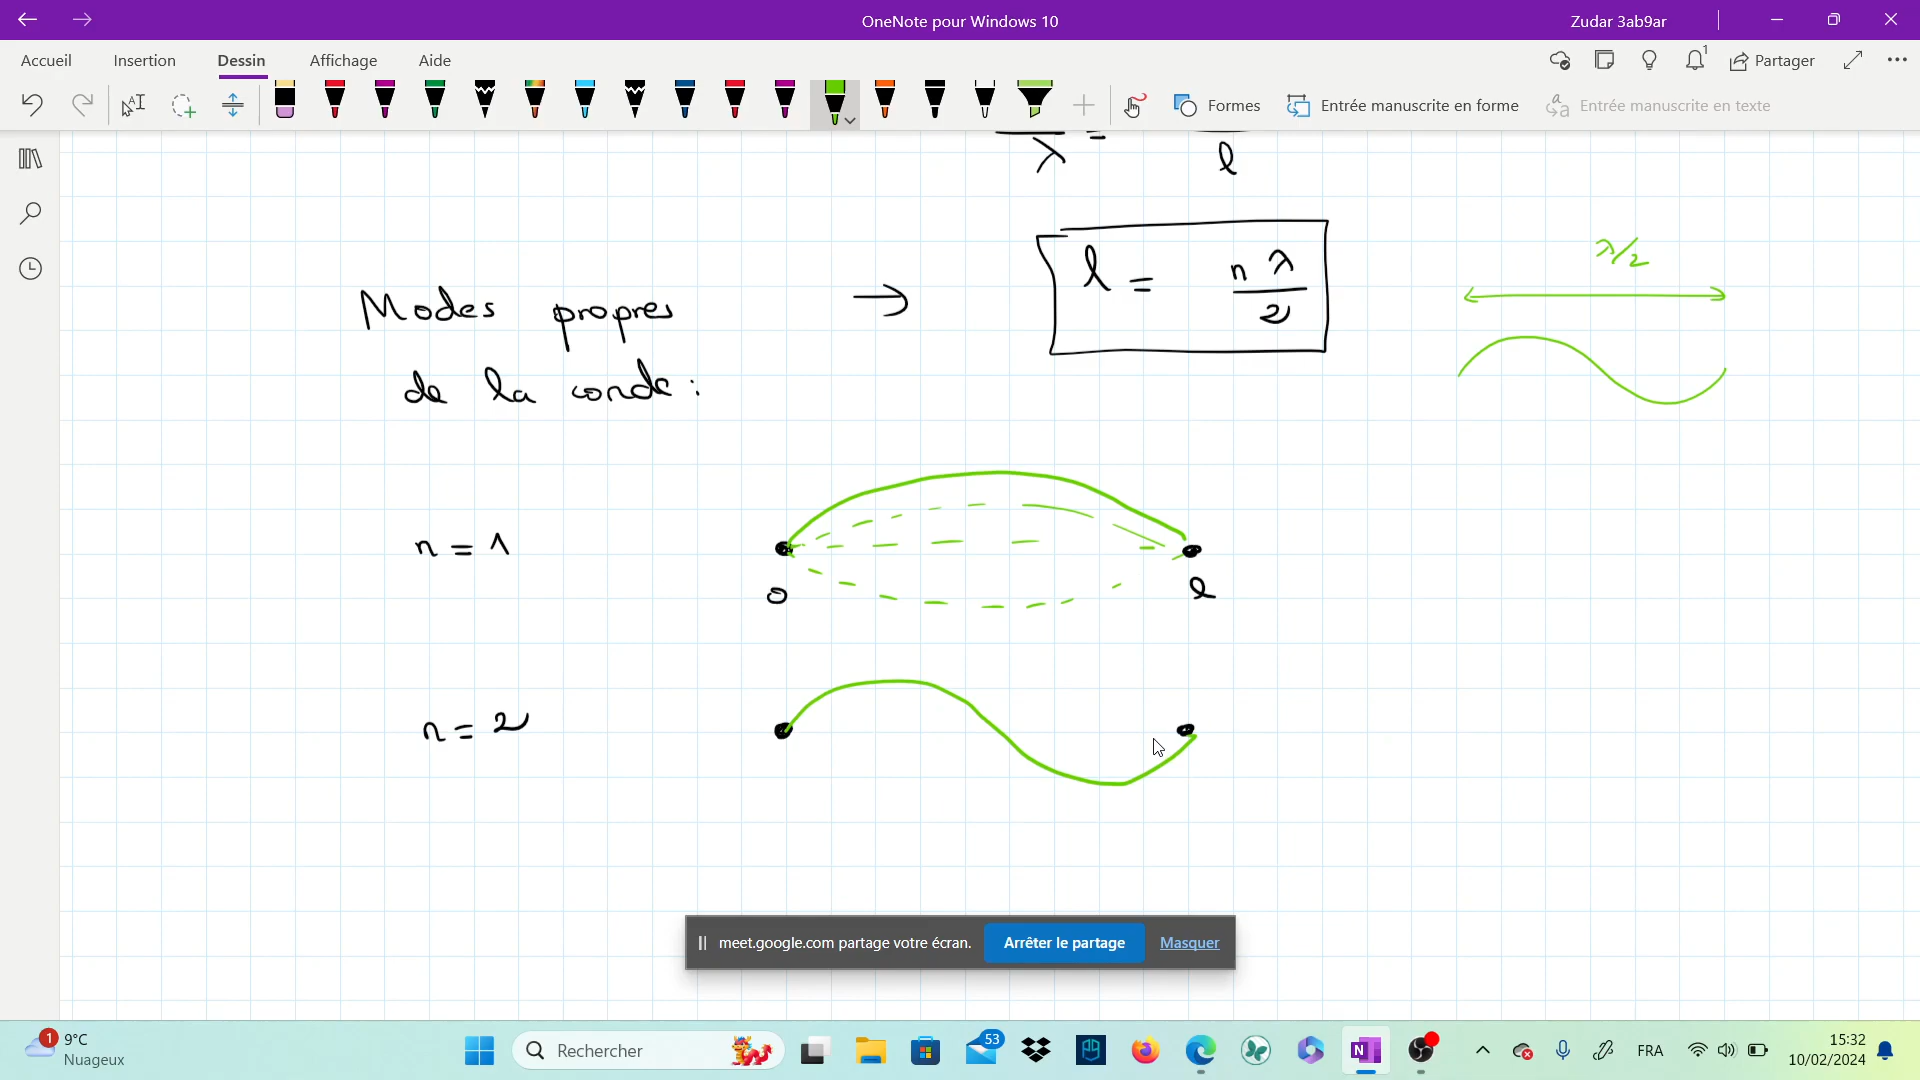 OneNote pour Windows 10
Zudar 3ab9ar
Accueil Insertion Dessin Affichage Aide
1
Partager
Formes Entrée manuscrite en forme Entrée manuscrite en texte
λ =
l
l = n λ / 2
λ/2
Modes propres →
de la corde :
n = 1
0 l
n = 2
meet.google.com partage votre écran. Arrêter le partage Masquer
1 9°C
Nuageux
Rechercher
53
FRA
15:32
10/02/2024